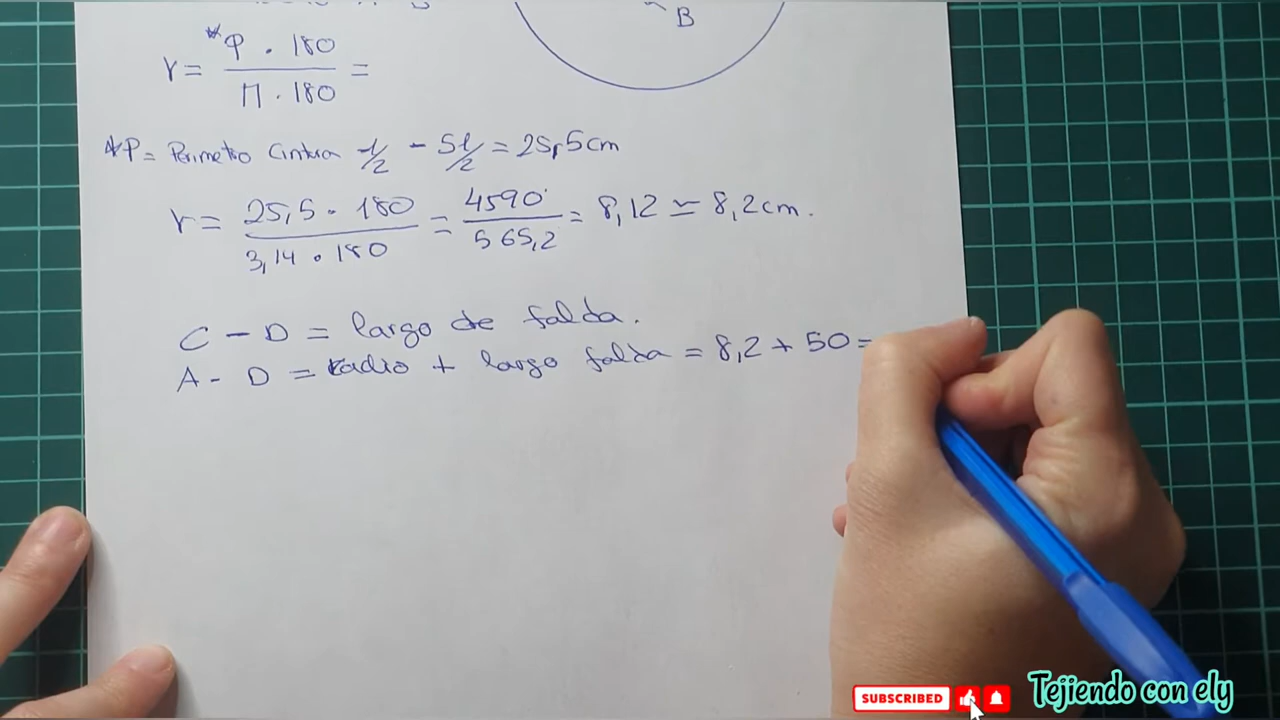 B
*P . 180
r= ─── =
π . 180
*P= Perimetro Cintura 1/2 - 51/2 = 25,5cm
r= 25,5 . 180 / 3,14 . 180 = 4590 / 565,2 = 8,12 ≃ 8,2cm.
C - D = largo de falda.
A - D = radio + largo falda = 8,2 + 50 =
SUBSCRIBED
Tejiendo con ely